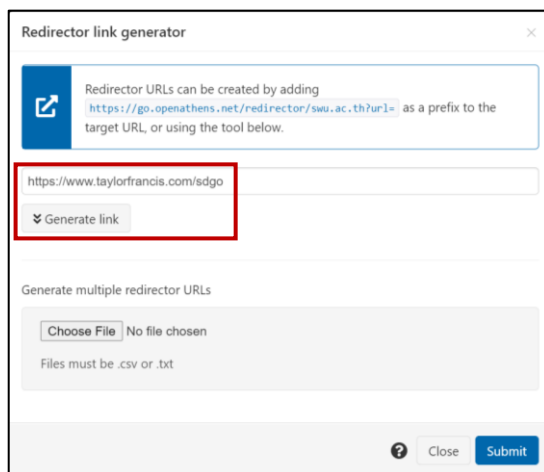 Redirector link generator
Redirector URLs can be created by adding
https://go.openathens.net/redirector/swu.ac.th?url= as a prefix to the
target URL, or using the tool below.
https://www.taylorfrancis.com/sdgo
Generate link
Generate multiple redirector URLs
Choose File No file chosen
Files must be .csv or .txt
? Close Submit